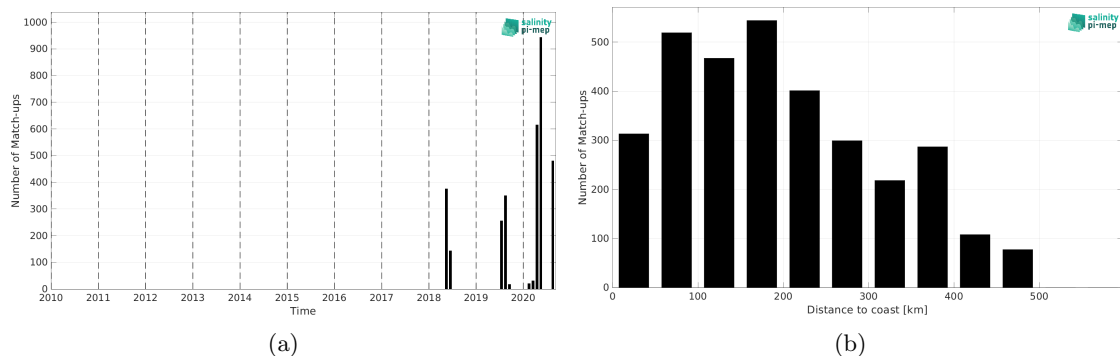 1000
900
800
700
600
500
400
300
200
100
0
Number of Match-ups
2010 2011 2012 2013 2014 2015 2016 2017 2018 2019 2020
Time
salinity
pi-mep
(a)
500
400
300
200
100
0
Number of Match-ups
0 100 200 300 400 500
Distance to coast [km]
salinity
pi-mep
(b)